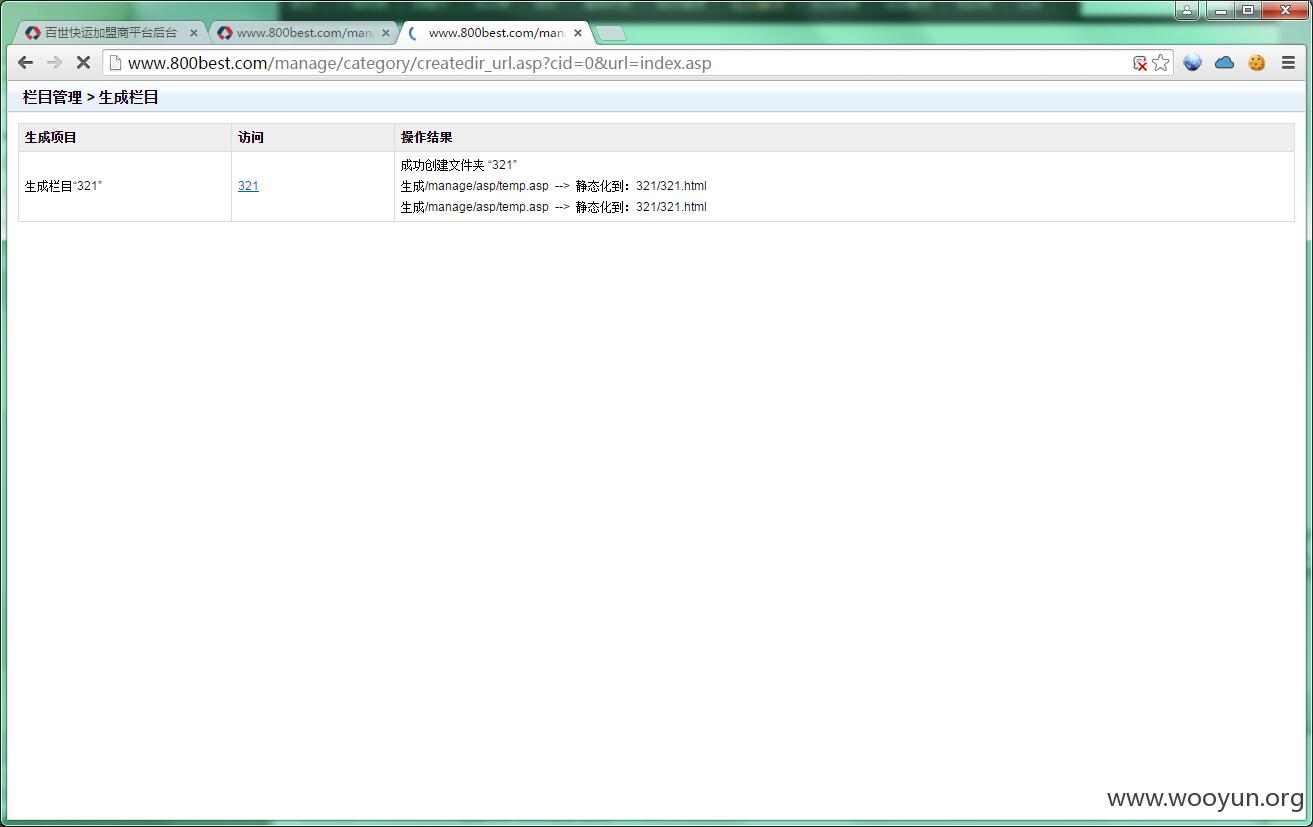 百世快运加盟商平台后台
www.800best.com/man
www.800best.com/man
www.800best.com/manage/category/createdir_url.asp?cid=0&url=index.asp
栏目管理 > 生成栏目
生成项目 访问 操作结果
成功创建文件夹 “321”
生成栏目“321” 321 生成/manage/asp/temp.asp --> 静态化到：321/321.html
生成/manage/asp/temp.asp --> 静态化到：321/321.html
www.wooyun.org